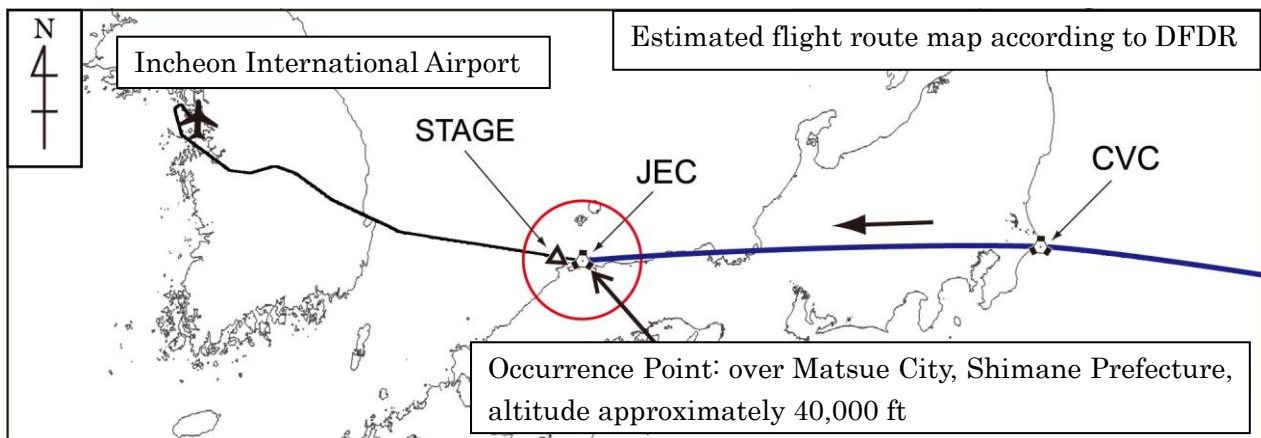 N
Incheon International Airport
Estimated flight route map according to DFDR
STAGE
JEC
CVC
Occurrence Point: over Matsue City, Shimane Prefecture,
altitude approximately 40,000 ft